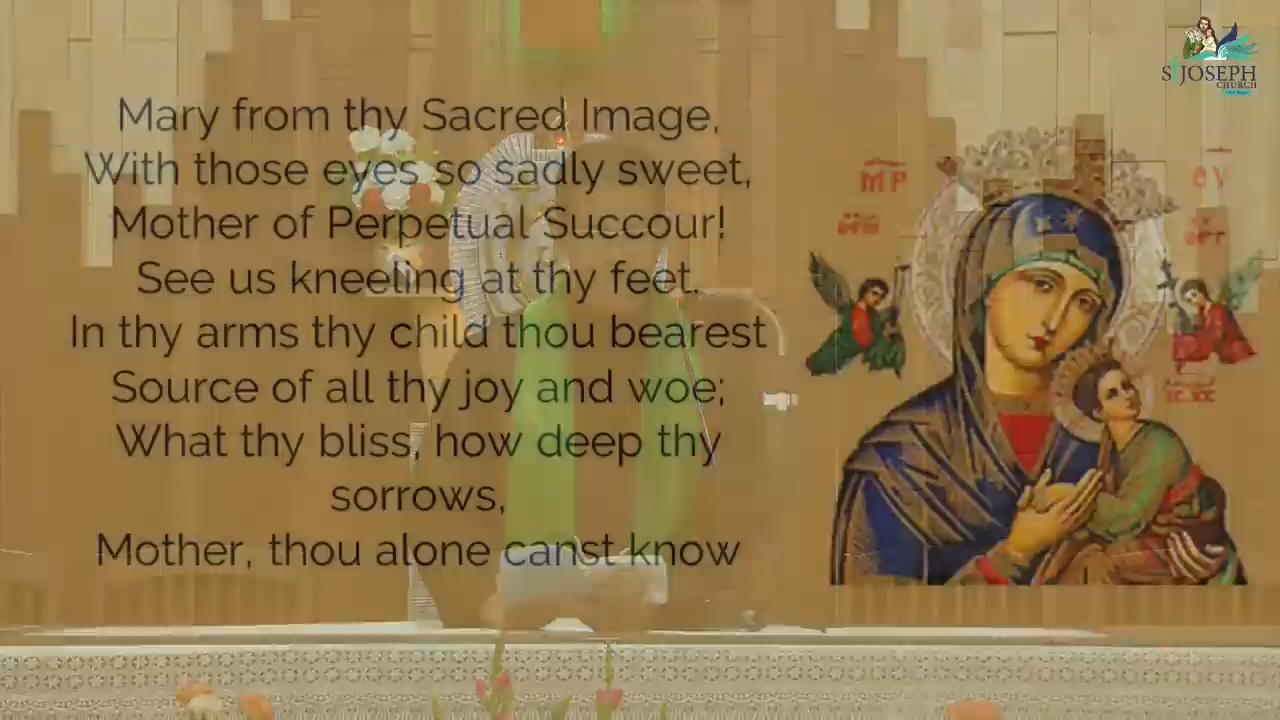 Mary from thy Sacred Image,
With those eyes so sadly sweet,
Mother of Perpetual Succour!
See us kneeling at thy feet.
In thy arms thy child thou bearest
Source of all thy joy and woe;
What thy bliss, how deep thy
sorrows,
Mother, thou alone canst know
ST JOSEPH
CHURCH
ΜΡ